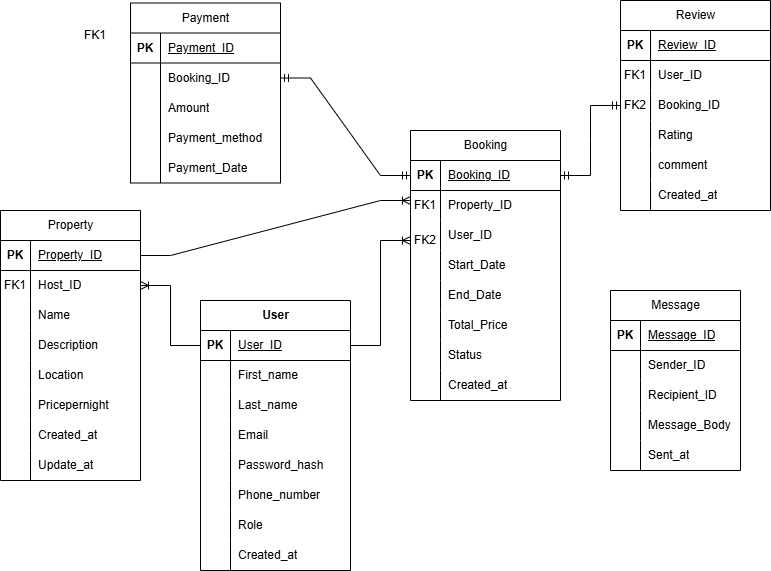 FK1
Payment
PK Payment_ID
Booking_ID
Amount
Payment_method
Payment_Date
Review
PK Review_ID
FK1 User_ID
FK2 Booking_ID
Rating
comment
Created_at
Booking
PK Booking_ID
FK1 Property_ID
FK2 User_ID
Start_Date
End_Date
Total_Price
Status
Created_at
Property
PK Property_ID
FK1 Host_ID
Name
Description
Location
Pricepernight
Created_at
Update_at
User
PK User_ID
First_name
Last_name
Email
Password_hash
Phone_number
Role
Created_at
Message
PK Message_ID
Sender_ID
Recipient_ID
Message_Body
Sent_at